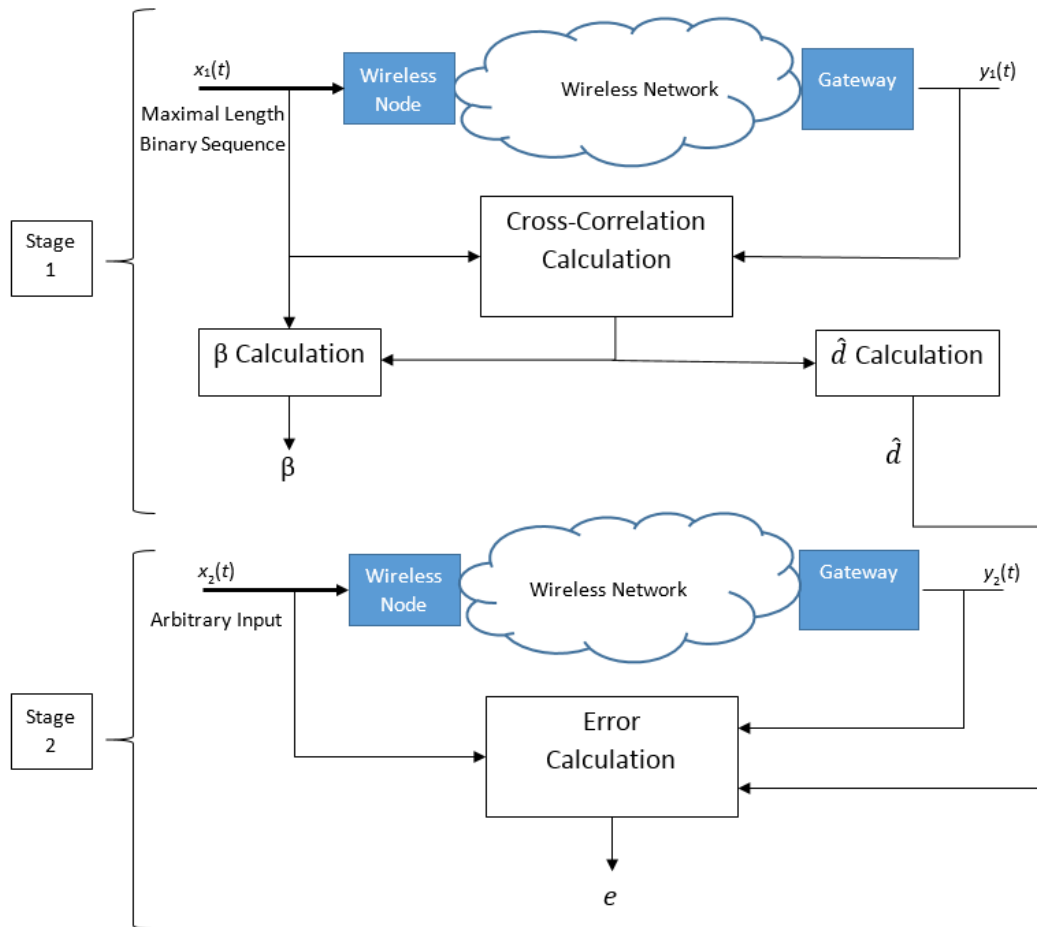 x₁(t)
Wireless
Node
Wireless Network
Gateway
y₁(t)
Maximal Length
Binary Sequence
Cross-Correlation
Calculation
Stage
1
β Calculation
d̂ Calculation
β
d̂
x₂(t)
Wireless
Node
Wireless Network
Gateway
y₂(t)
Arbitrary Input
Stage
2
Error
Calculation
e